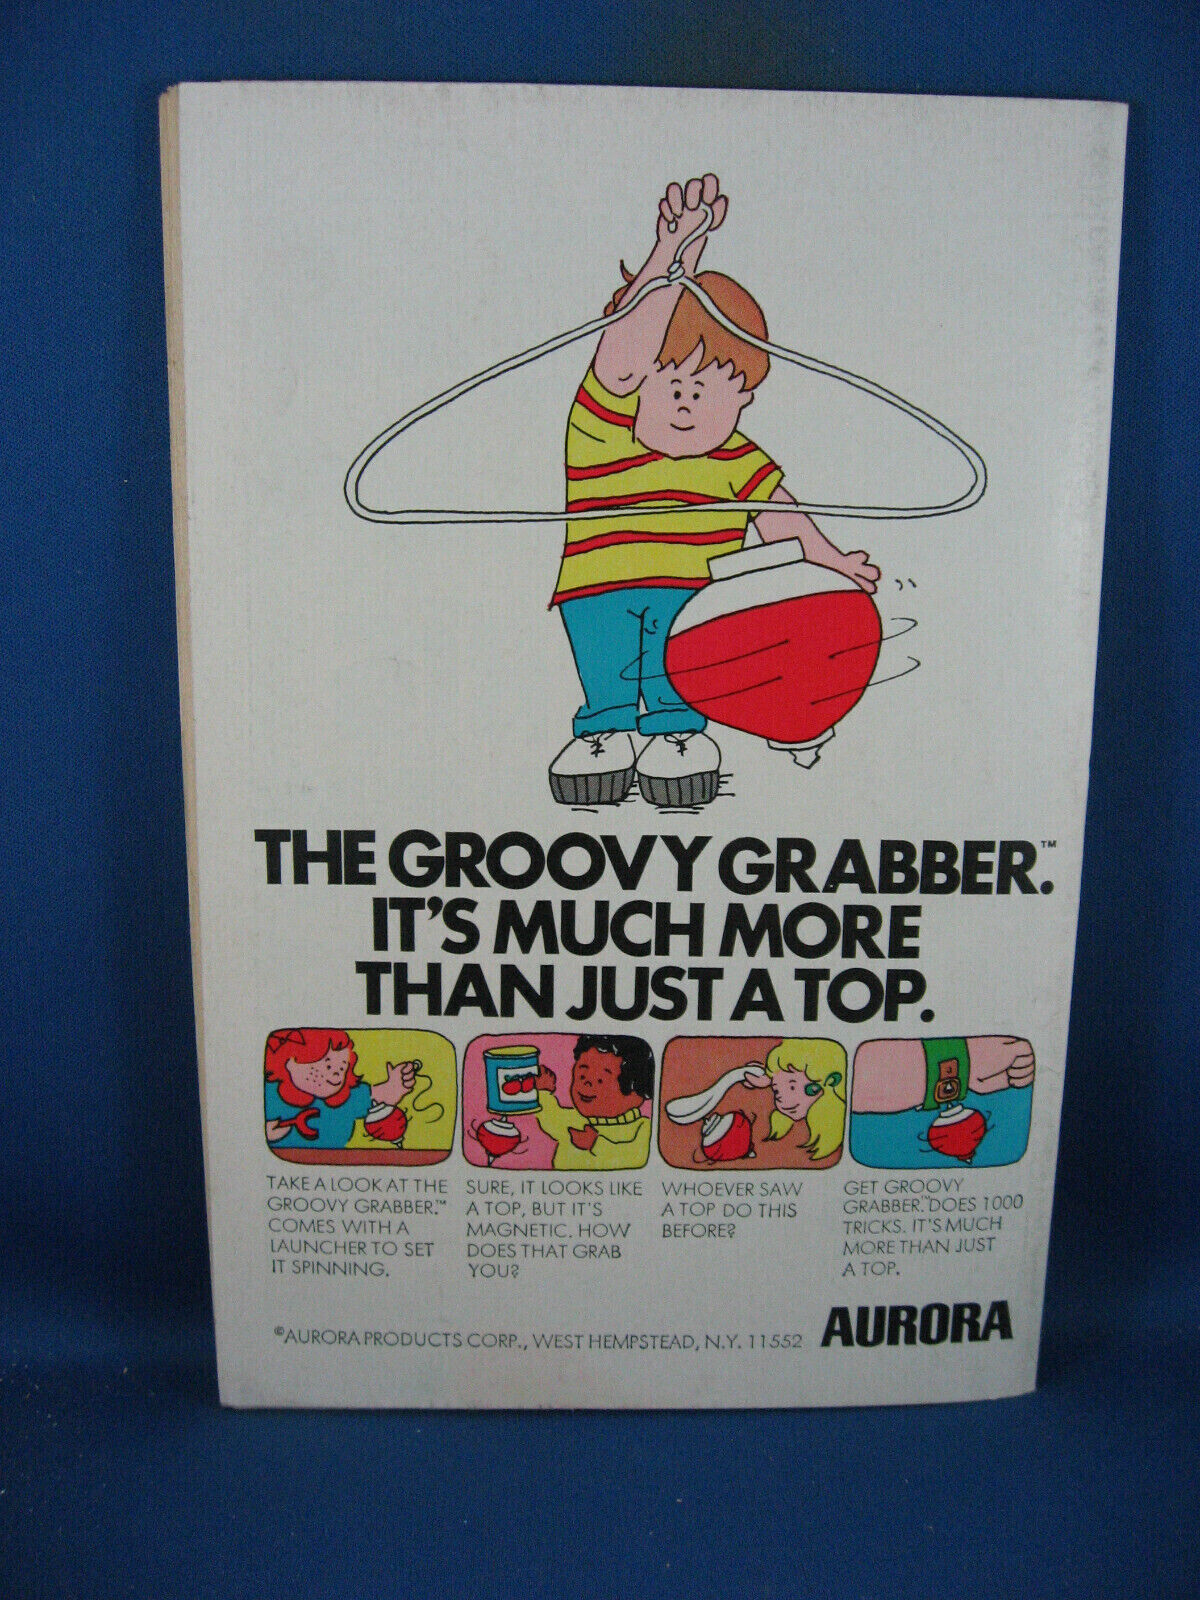 THE GROOVY GRABBER.™
IT'S MUCH MORE
THAN JUST A TOP.
TAKE A LOOK AT THE
GROOVY GRABBER.™
COMES WITH A
LAUNCHER TO SET
IT SPINNING.
SURE, IT LOOKS LIKE
A TOP, BUT IT'S
MAGNETIC. HOW
DOES THAT GRAB
YOU?
WHOEVER SAW
A TOP DO THIS
BEFORE?
GET GROOVY
GRABBER.™ DOES 1000
TRICKS. IT'S MUCH
MORE THAN JUST
A TOP.
©AURORA PRODUCTS CORP., WEST HEMPSTEAD, N.Y. 11552
AURORA